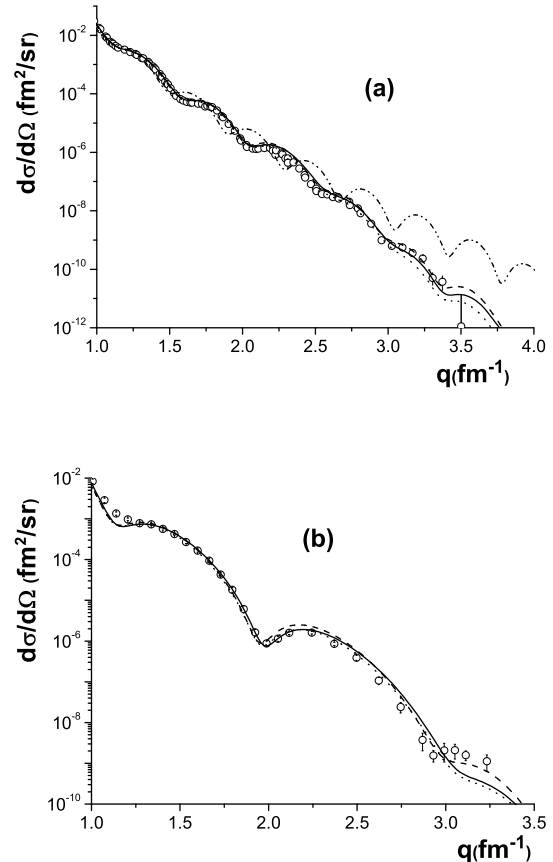 (a)
dσ/dΩ (fm²/sr)
10⁻²
10⁻⁴
10⁻⁶
10⁻⁸
10⁻¹⁰
10⁻¹²
1.0 1.5 2.0 2.5 3.0 3.5 4.0
q(fm⁻¹)
(b)
dσ/dΩ (fm²/sr)
10⁻²
10⁻⁴
10⁻⁶
10⁻⁸
10⁻¹⁰
1.0 1.5 2.0 2.5 3.0 3.5
q(fm⁻¹)